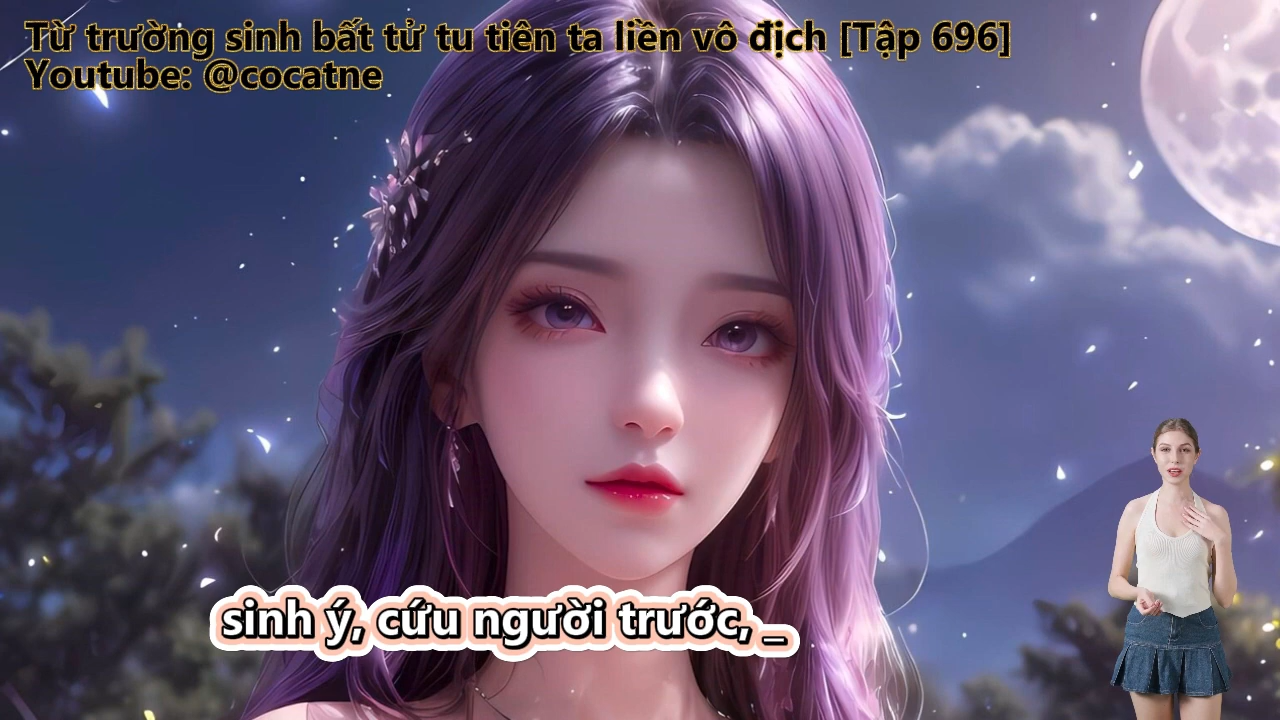 Từ trường sinh bất tử tu tiên ta liền vô địch [Tập 696]
Youtube: @cocatne
sinh ý, cứu người trước, _